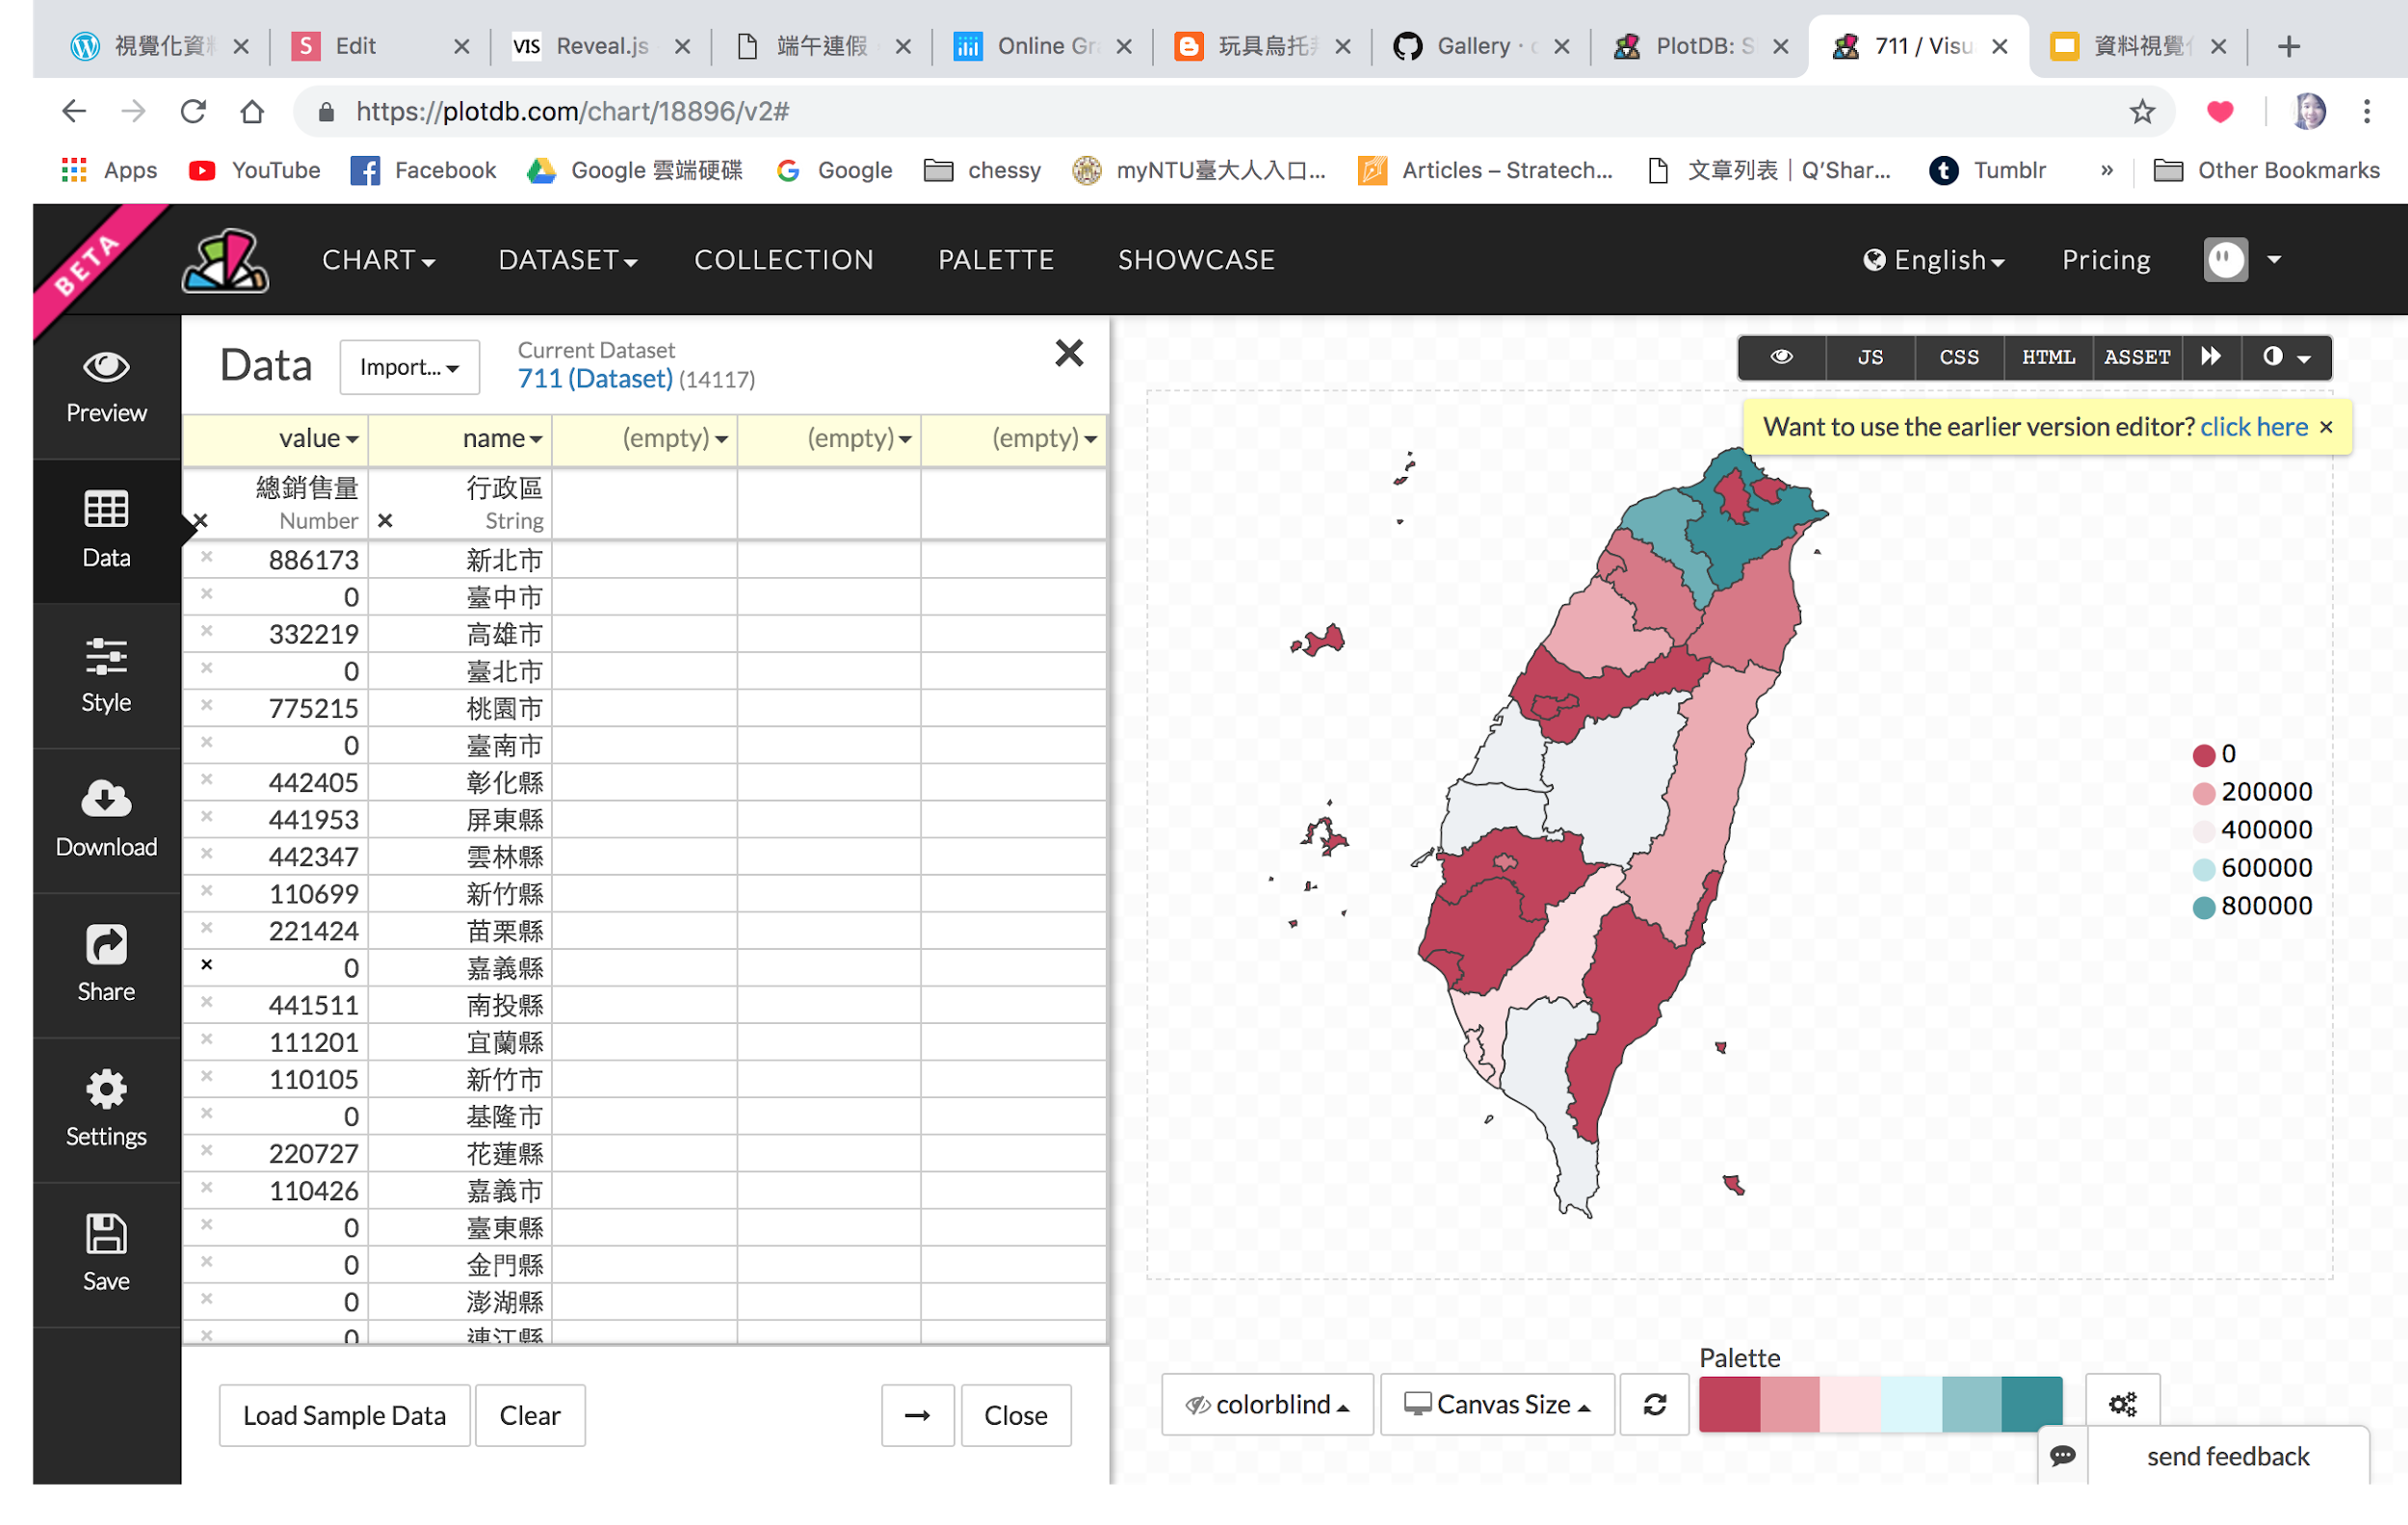 視覺化資
Edit
VIS
Reveal.js
端午連假
Online Gr
玩具烏托
Gallery ·
PlotDB: S
711 / Visu
資料視覺
https://plotdb.com/chart/18896/v2#
Apps
YouTube
Facebook
Google 雲端硬碟
Google
chessy
myNTU臺大人入口...
Articles – Stratech...
文章列表｜Q'Shar...
Tumblr
»
Other Bookmarks
BETA
CHART
DATASET
COLLECTION
PALETTE
SHOWCASE
English
Pricing
Preview
Data
Style
Download
Share
Settings
Save
Data
Import...
Current Dataset
711 (Dataset) (14117)
value name (empty) (empty) (empty)
總銷售量 行政區
Number String
886173 新北市
0 臺中市
332219 高雄市
0 臺北市
775215 桃園市
0 臺南市
442405 彰化縣
441953 屏東縣
442347 雲林縣
110699 新竹縣
221424 苗栗縣
0 嘉義縣
441511 南投縣
111201 宜蘭縣
110105 新竹市
0 基隆市
220727 花蓮縣
110426 嘉義市
0 臺東縣
0 金門縣
0 澎湖縣
0 連江縣
Load Sample Data
Clear
→
Close
JS
CSS
HTML
ASSET
Want to use the earlier version editor? click here ×
0
200000
400000
600000
800000
colorblind
Canvas Size
Palette
send feedback